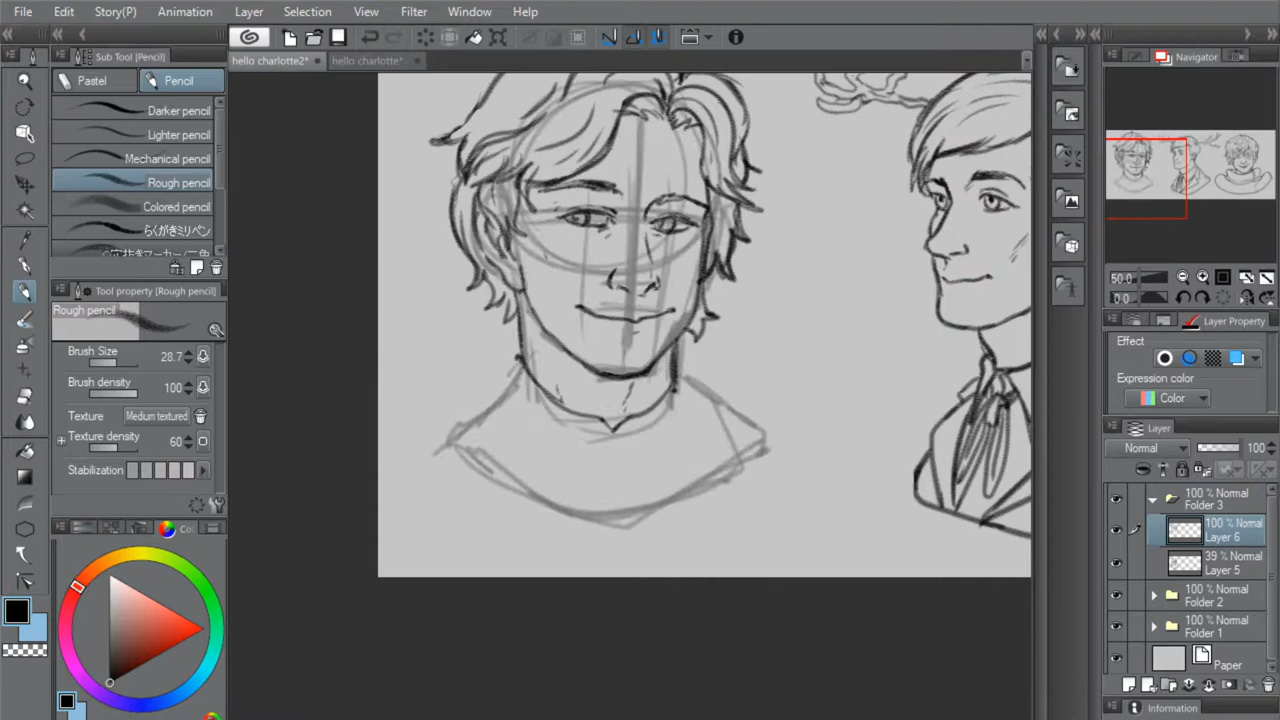 File Edit Story(P) Animation Layer Selection View Filter Window Help
hello charlotte2*
hello charlotte*
Sub Tool [Pencil]
Pastel
Pencil
Darker pencil
Lighter pencil
Mechanical pencil
Rough pencil
Colored pencil
らくがきミリペン
Tool property [Rough pencil]
Rough pencil
Brush Size 28.7
Brush density 100
Texture Medium textured
Texture density 60
Stabilization
Co
Navigator
50.0
0.0
Layer Property
Effect
Expression color
Color
Layer
Normal 100
100 % Normal
Folder 3
100 % Normal
Layer 6
39 % Normal
Layer 5
100 % Normal
Folder 2
100 % Normal
Folder 1
Paper
Information